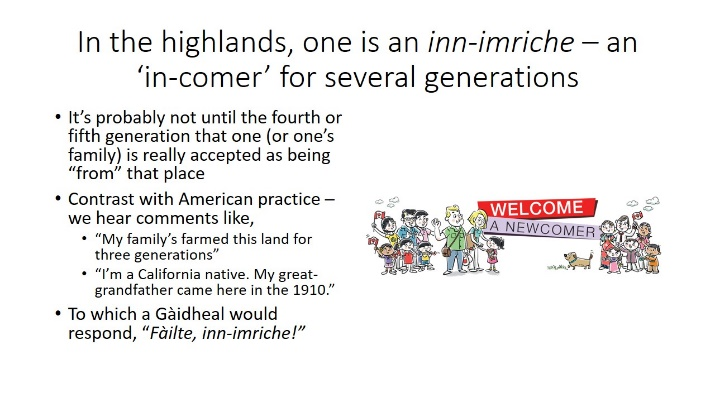 In the highlands, one is an inn-imriche – an
‘in-comer’ for several generations
• It’s probably not until the fourth or
fifth generation that one (or one’s
family) is really accepted as being
“from” that place
• Contrast with American practice –
we hear comments like,
• “My family’s farmed this land for
three generations”
• “I’m a California native. My great-
grandfather came here in the 1910.”
• To which a Gàidheal would
respond, “Fàilte, inn-imriche!”
WELCOME
A NEWCOMER